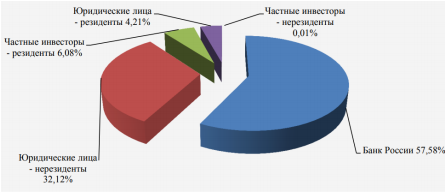 Юридические лица
- резиденты 4,21%
Частные инвесторы
- нерезиденты
0,01%
Частные инвесторы
- резиденты 6,08%
Юридические лица
- нерезиденты
32,12%
Банк России 57,58%